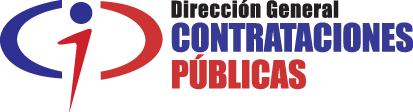 Dirección General
CONTRATACIONES
PÚBLICAS